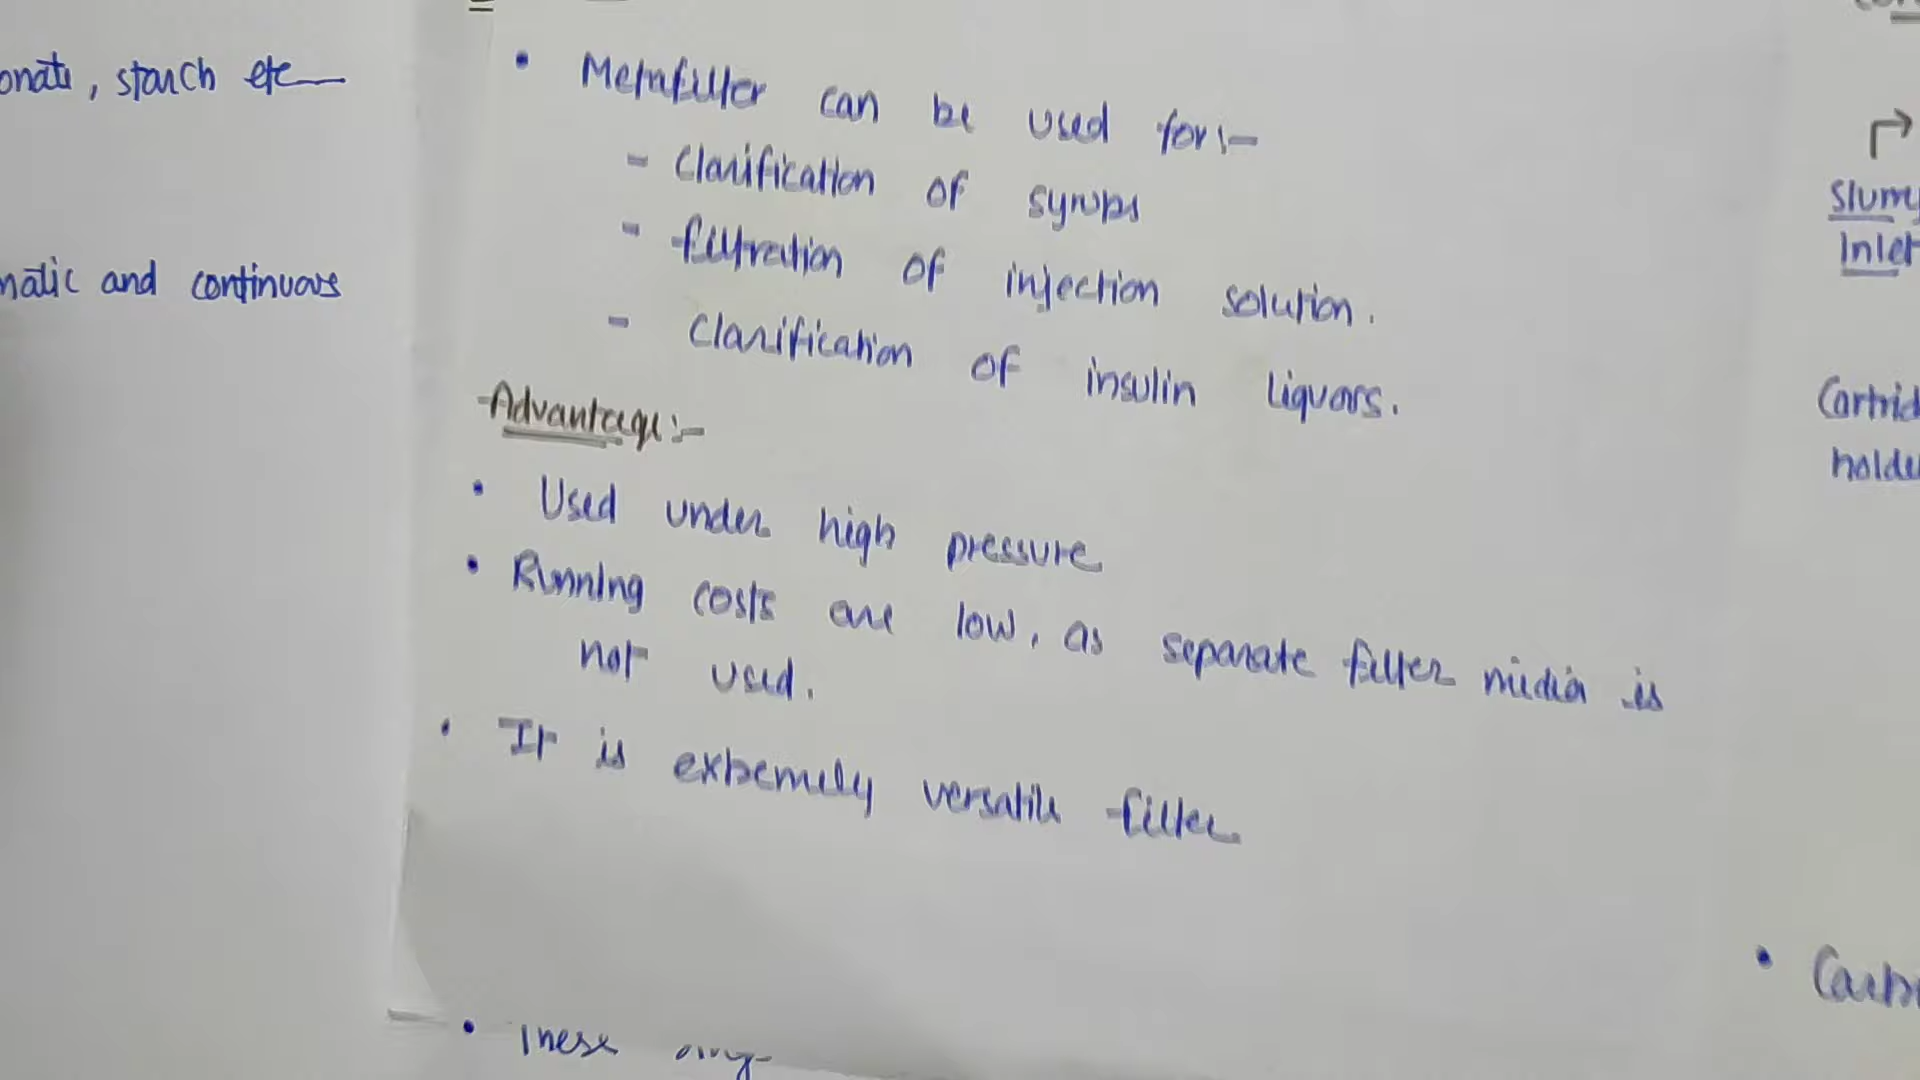 onate, starch etc
matic and continuous
• Metafilter can be used for:-
- Clarification of syrups
- filtration of injection solution.
- Clarification of insulin liquors.
Advantage:-
• Used under high pressure
• Running costs are low, as separate filter media is
not used.
• It is extremely versatile filter
• These
Slurry
Inlet
Cartrid
holde